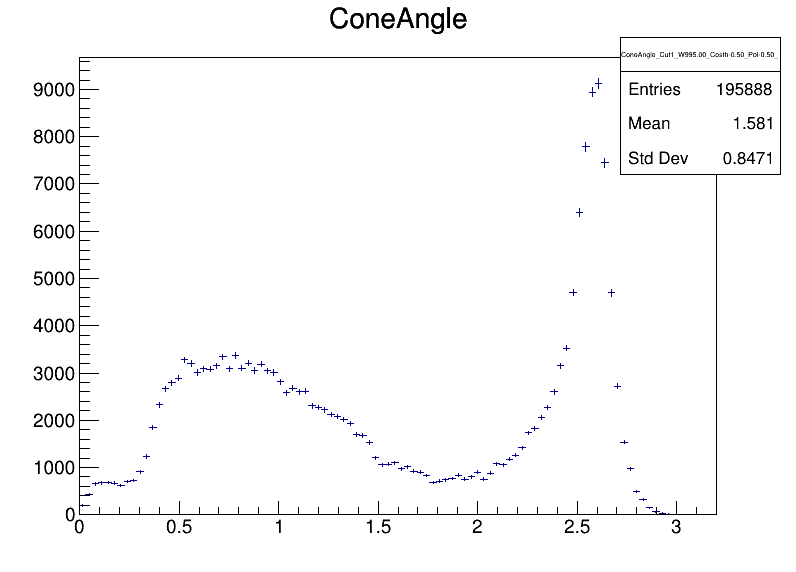 ConeAngle
ConeAngle_Cut1_W995.00_Costh-0.50_Pol-0.50_
Entries 195888
Mean 1.581
Std Dev 0.8471
9000
8000
7000
6000
5000
4000
3000
2000
1000
0
0 0.5 1 1.5 2 2.5 3